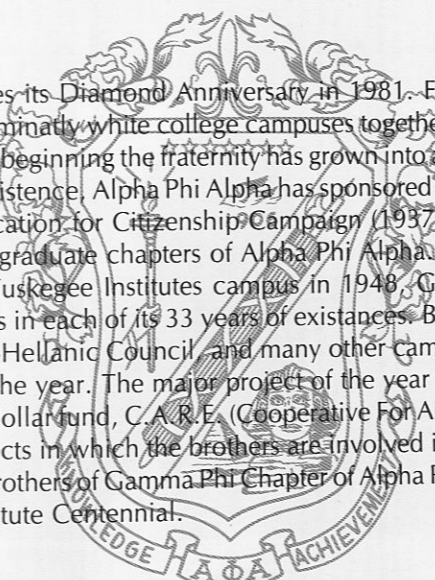 es its Diamond Anniversary in 1981.
minatly white college campuses togethe
beginning the fraternity has grown into a
istence, Alpha Phi Alpha has sponsored
cation for Citizenship Campaign (1937
graduate chapters of Alpha Phi Alpha.
uskegee Institutes campus in 1948,
s in each of its 33 years of existances. B
-Hellanic Council, and many other cam
he year. The major project of the year
ollar fund, C.A.R.E. (Cooperative For A
cts in which the brothers are involved i
rothers of Gamma Phi Chapter of Alpha
tute Centennial.
KNOWLEDGE ΑΦΑ ACHIEVEMEN